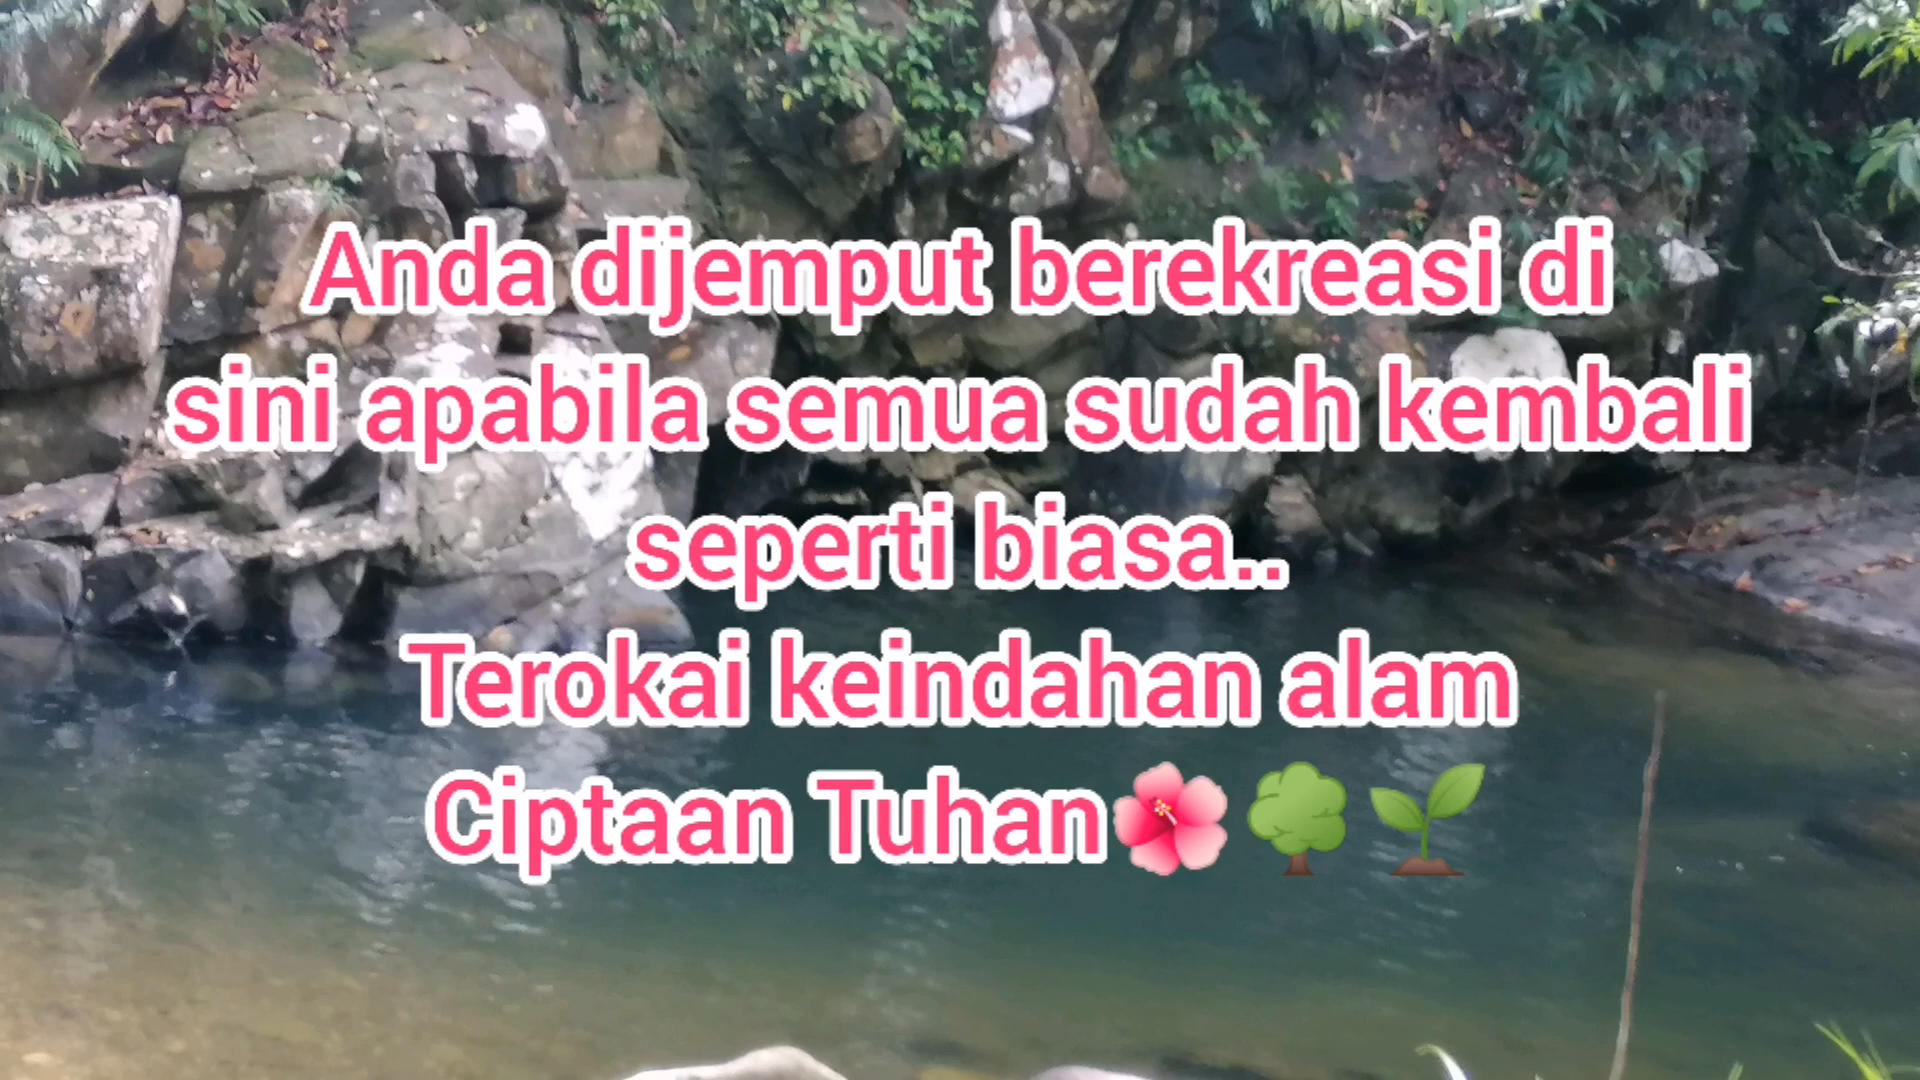 Anda dijemput berekreasi di
sini apabila semua sudah kembali
seperti biasa..
Terokai keindahan alam
Ciptaan Tuhan🌺🌳🌱